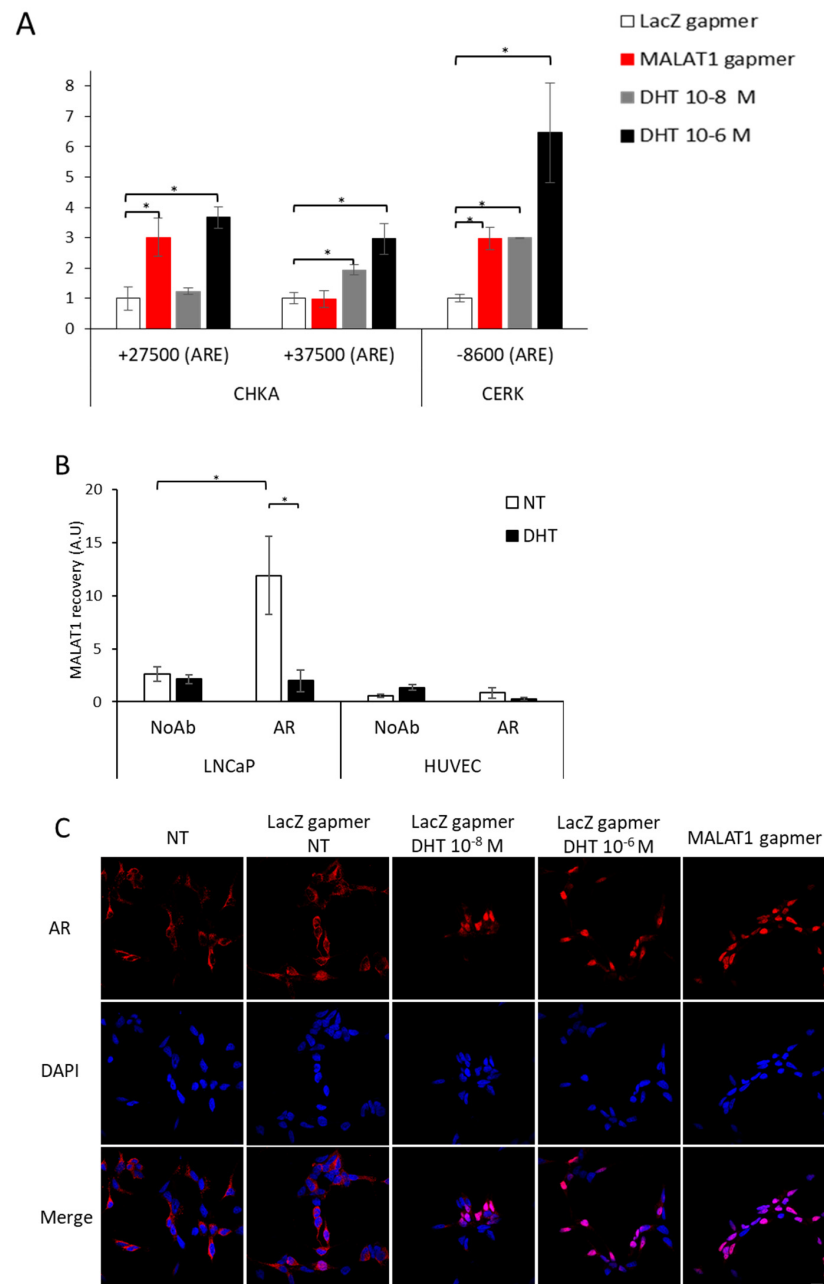 A
LacZ gapmer
MALAT1 gapmer
DHT 10-8 M
DHT 10-6 M
8
7
6
5
4
3
2
1
0
*
*
*
*
*
*
*
+27500 (ARE) +37500 (ARE) -8600 (ARE)
CHKA CERK
B
MALAT1 recovery (A.U)
20
15
10
5
0
*
*
NT
DHT
NoAb AR NoAb AR
LNCaP HUVEC
C
NT
LacZ gapmer
NT
LacZ gapmer
DHT 10⁻⁸ M
LacZ gapmer
DHT 10⁻⁶ M
MALAT1 gapmer
AR
DAPI
Merge